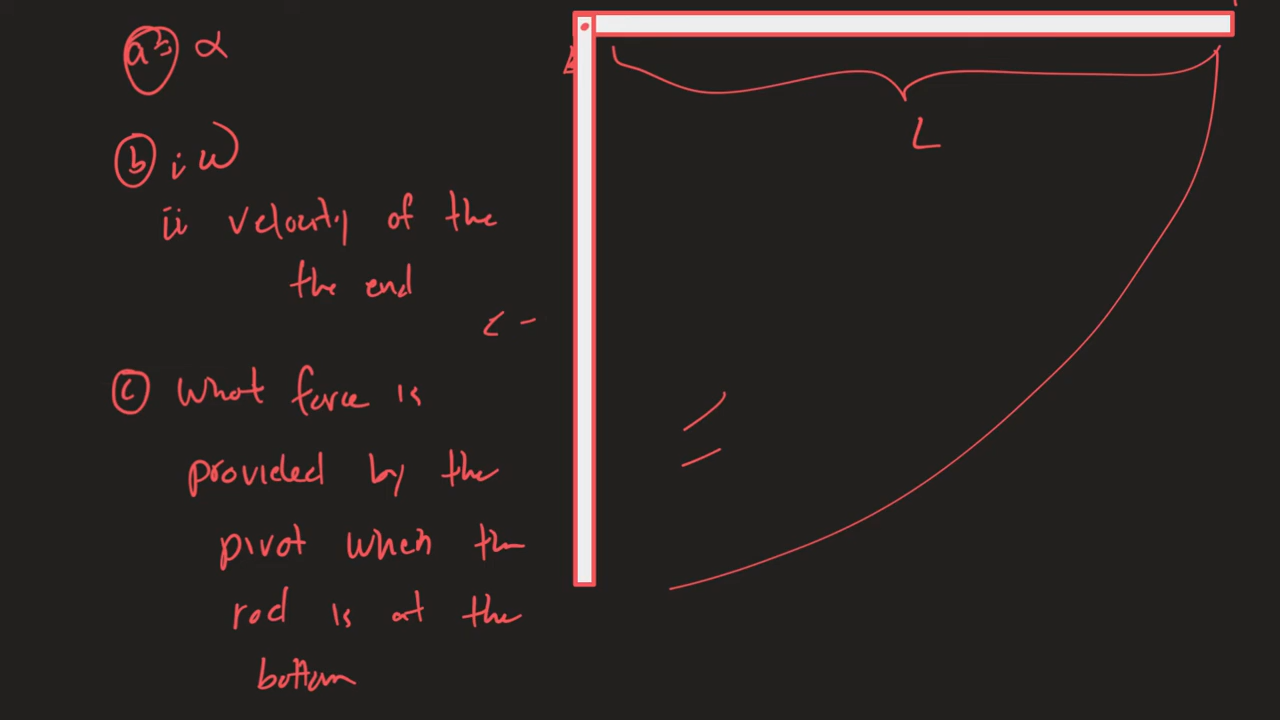 a α
b i ω
ii velocity of the
the end
c What force is
provided by the
pivot when the
rod is at the
bottom
L